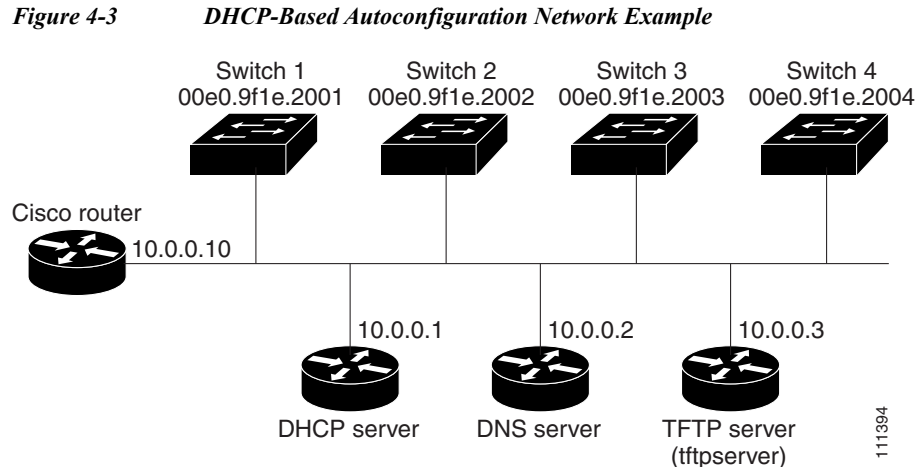 Figure 4-3 DHCP-Based Autoconfiguration Network Example
Switch 1
00e0.9f1e.2001
Switch 2
00e0.9f1e.2002
Switch 3
00e0.9f1e.2003
Switch 4
00e0.9f1e.2004
Cisco router
10.0.0.10
10.0.0.1
10.0.0.2
10.0.0.3
DHCP server
DNS server
TFTP server
(tftpserver)
111394